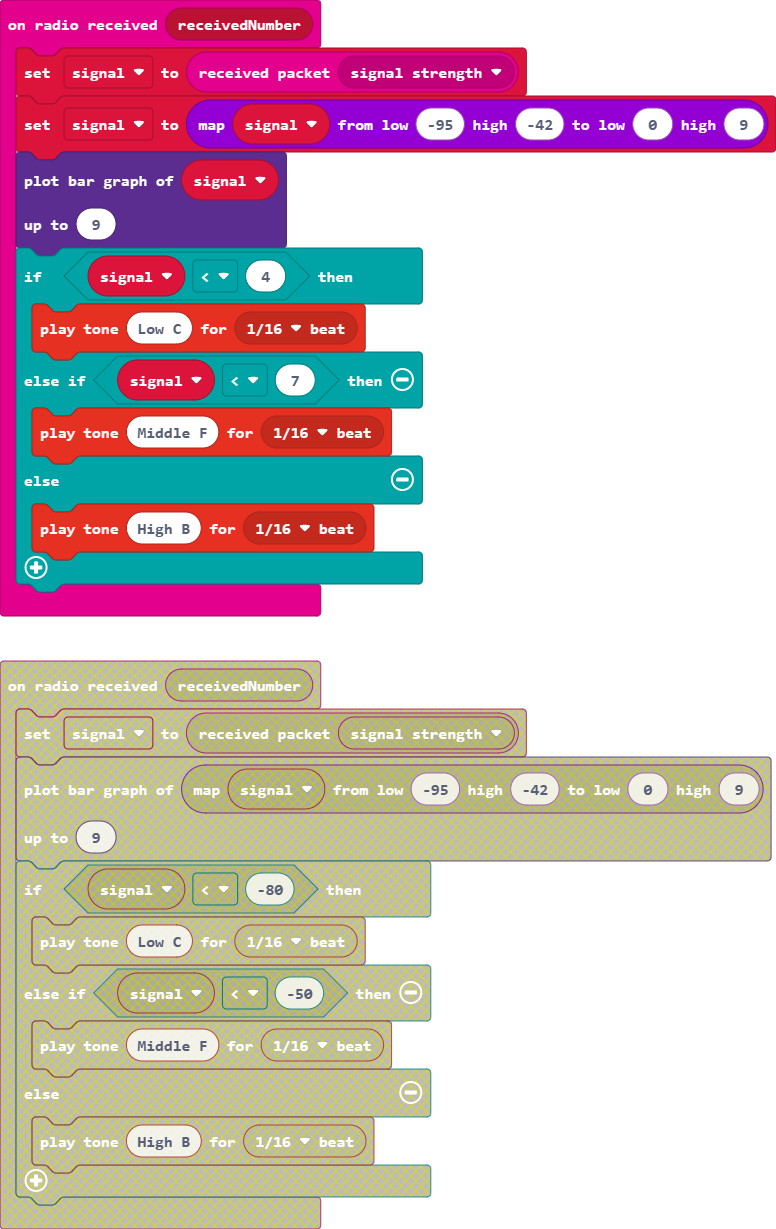 on radio received receivedNumber
set signal to received packet signal strength
set signal to map signal from low -95 high -42 to low 0 high 9
plot bar graph of signal
up to 9
if signal < 4 then
play tone Low C for 1/16 beat
else if signal < 7 then
play tone Middle F for 1/16 beat
else
play tone High B for 1/16 beat
on radio received receivedNumber
set signal to received packet signal strength
plot bar graph of map signal from low -95 high -42 to low 0 high 9
up to 9
if signal < -80 then
play tone Low C for 1/16 beat
else if signal < -50 then
play tone Middle F for 1/16 beat
else
play tone High B for 1/16 beat